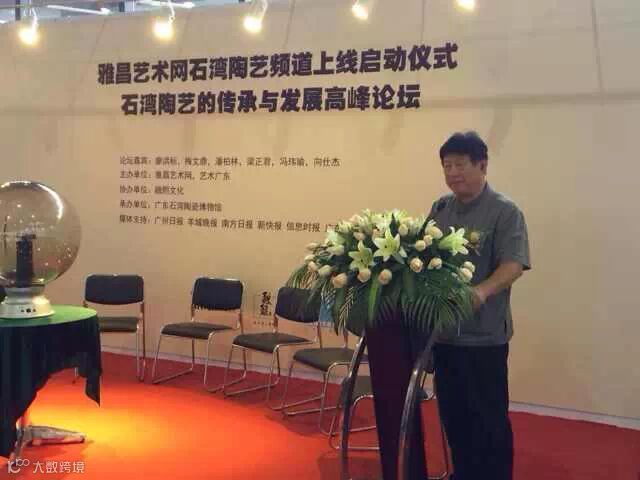 雅昌艺术网石湾陶艺频道上线启动仪式
石湾陶艺的传承与发展高峰论坛
论坛嘉宾：廖洪标、梅文鼎、潘柏林、梁正君、冯玮瑜、向仕杰
主办单位：雅昌艺术网、艺术广东
协办单位：融熙文化
承办单位：广东石湾陶瓷博物馆
媒体支持：广州日报 羊城晚报 南方日报 新快报 信息时报
大数跨境